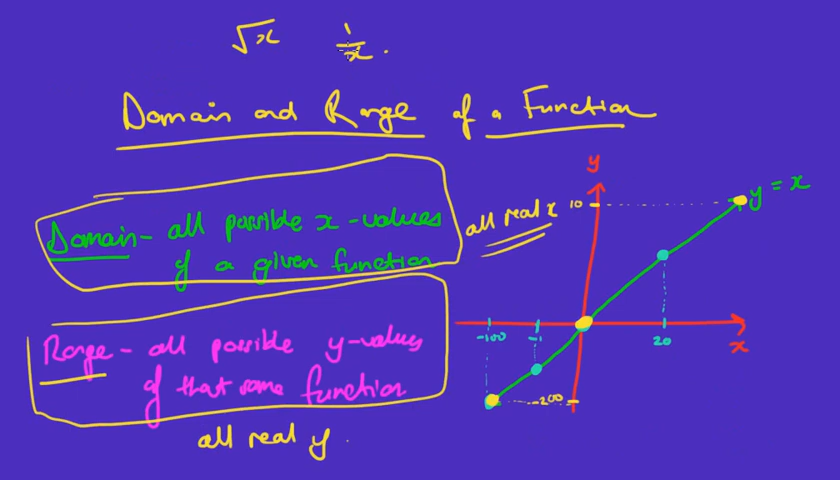 √x 1/x.
Domain and Range of a Function
Domain - all possible x-values
of a given function
all real x
Range - all possible y-values
of that same function
all real y.
y
10
y = x
-100 -1 20
x
-200